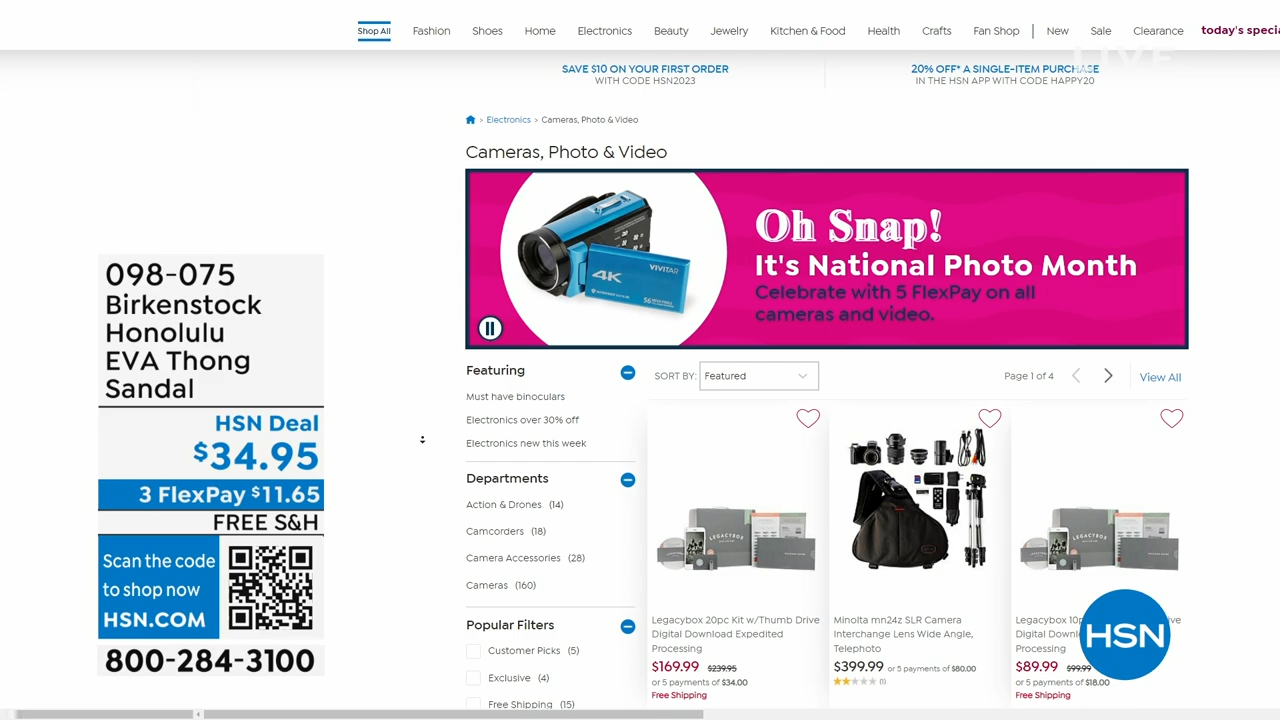 Shop All
Fashion
Shoes
Home
Electronics
Beauty
Jewelry
Kitchen & Food
Health
Crafts
Fan Shop
New
Sale
Clearance
today's specia
LIVE
SAVE $10 ON YOUR FIRST ORDER
WITH CODE HSN2023
20% OFF* A SINGLE-ITEM PURCHASE
IN THE HSN APP WITH CODE HAPPY20
> Electronics > Cameras, Photo & Video
Cameras, Photo & Video
4K
VIVITAR
Oh Snap!
It's National Photo Month
Celebrate with 5 FlexPay on all
cameras and video.
098-075
Birkenstock
Honolulu
EVA Thong
Sandal
HSN Deal
$34.95
3 FlexPay $11.65
FREE S&H
Scan the code
to shop now
HSN.COM
800-284-3100
Featuring
Must have binoculars
Electronics over 30% off
Electronics new this week
Departments
Action & Drones (14)
Camcorders (18)
Camera Accessories (28)
Cameras (160)
Popular Filters
Customer Picks (5)
Exclusive (4)
Free Shipping (15)
SORT BY:
Featured
Page 1 of 4
View All
LEGACYBOX
Legacybox 20pc Kit w/Thumb Drive
Digital Download Expedited
Processing
$169.99 $239.95
or 5 payments of $34.00
Free Shipping
Minolta mn24z SLR Camera
Interchange Lens Wide Angle,
Telephoto
$399.99 or 5 payments of $80.00
(1)
LEGACYBOX
Legacybox 10p ve
Digital Downl
Processing
$89.99 $99.99
or 5 payments of $18.00
Free Shipping
HSN